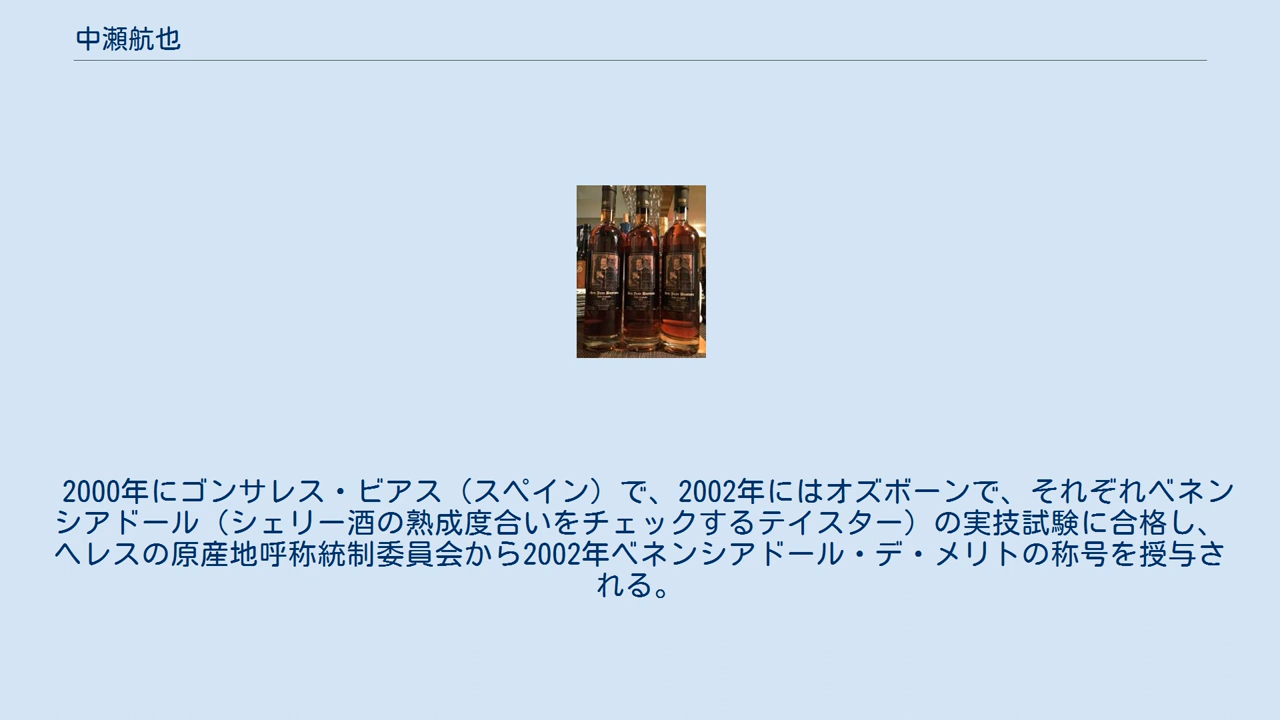 中瀬航也
2000年にゴンサレス・ビアス（スペイン）で、2002年にはオズボーンで、それぞれベネン
シアドール（シェリー酒の熟成度合いをチェックするテイスター）の実技試験に合格し、
ヘレスの原産地呼称統制委員会から2002年ベネンシアドール・デ・メリトの称号を授与さ
れる。